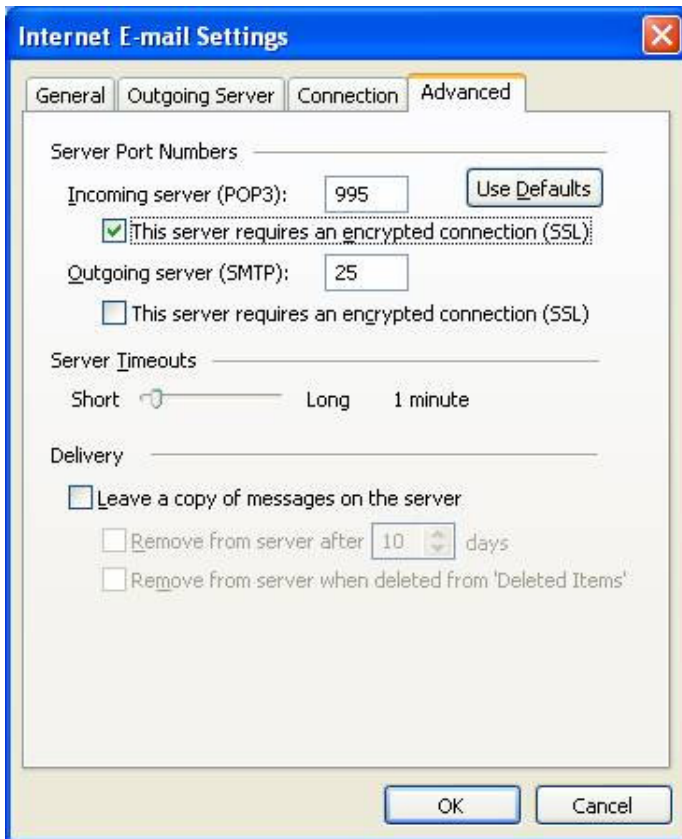 Internet E-mail Settings
General Outgoing Server Connection Advanced
Server Port Numbers
Incoming server (POP3): 995 Use Defaults
This server requires an encrypted connection (SSL)
Outgoing server (SMTP): 25
This server requires an encrypted connection (SSL)
Server Timeouts
Short Long 1 minute
Delivery
Leave a copy of messages on the server
Remove from server after 10 days
Remove from server when deleted from 'Deleted Items'
OK Cancel